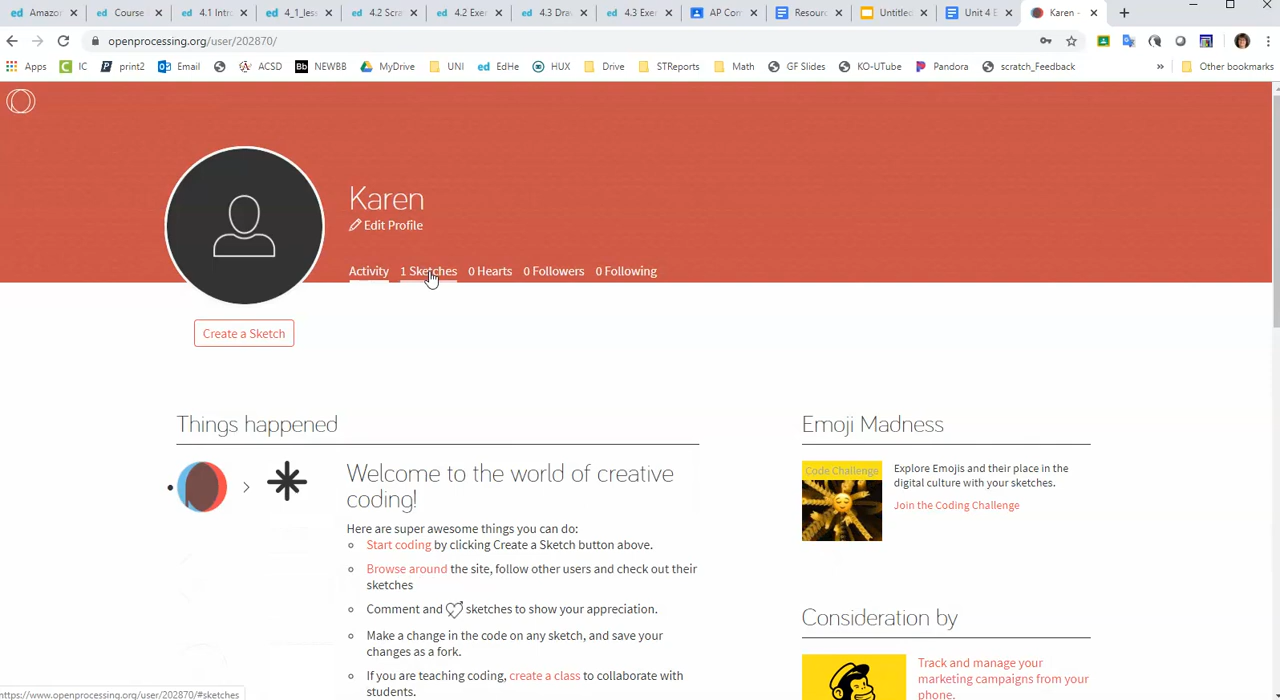 Amazo
Course
4.1 Intro
4_1_les
4.2 Scra
4.2 Exer
4.3 Dra
4.3 Exer
AP Com
Resourc
Untitled
Unit 4 E
Karen -
openprocessing.org/user/202870/
Apps IC print2 Email ACSD NEWBB MyDrive UNI EdHe HUX Drive STReports Math GF Slides KO-UTube Pandora scratch_Feedback » Other bookmarks
Karen
Edit Profile
Activity 1 Sketches 0 Hearts 0 Followers 0 Following
Create a Sketch
Things happened
Welcome to the world of creative
coding!
Here are super awesome things you can do:
Start coding by clicking Create a Sketch button above.
Browse around the site, follow other users and check out their
sketches
Comment and sketches to show your appreciation.
Make a change in the code on any sketch, and save your
changes as a fork.
If you are teaching coding, create a class to collaborate with
students.
Emoji Madness
Code Challenge
Explore Emojis and their place in the
digital culture with your sketches.
Join the Coding Challenge
Consideration by
Track and manage your
marketing campaigns from your
phone.
https://www.openprocessing.org/user/202870/#sketches